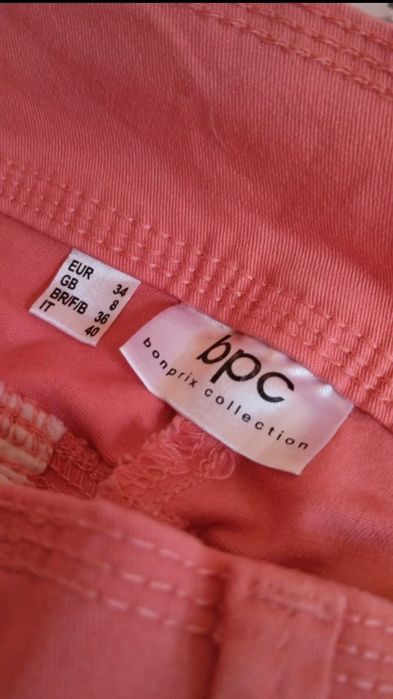 EUR 34
GB 8
BR/F/B 36
IT 40
bpc
bonprix collection